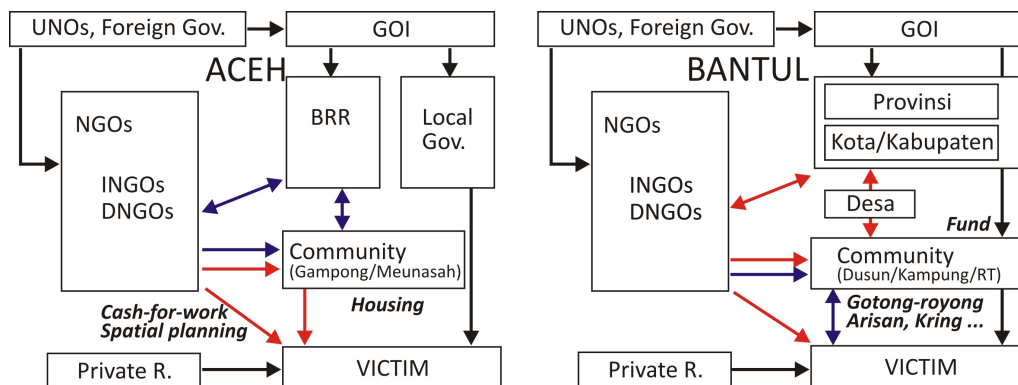 UNOs, Foreign Gov.
GOI
ACEH
NGOs
INGOs
DNGOs
BRR
Local
Gov.
Community
(Gampong/Meunasah)
Housing
Cash-for-work
Spatial planning
Private R.
VICTIM
UNOs, Foreign Gov.
GOI
BANTUL
NGOs
INGOs
DNGOs
Provinsi
Kota/Kabupaten
Desa
Fund
Community
(Dusun/Kampung/RT)
Gotong-royong
Arisan, Kring ...
Private R.
VICTIM